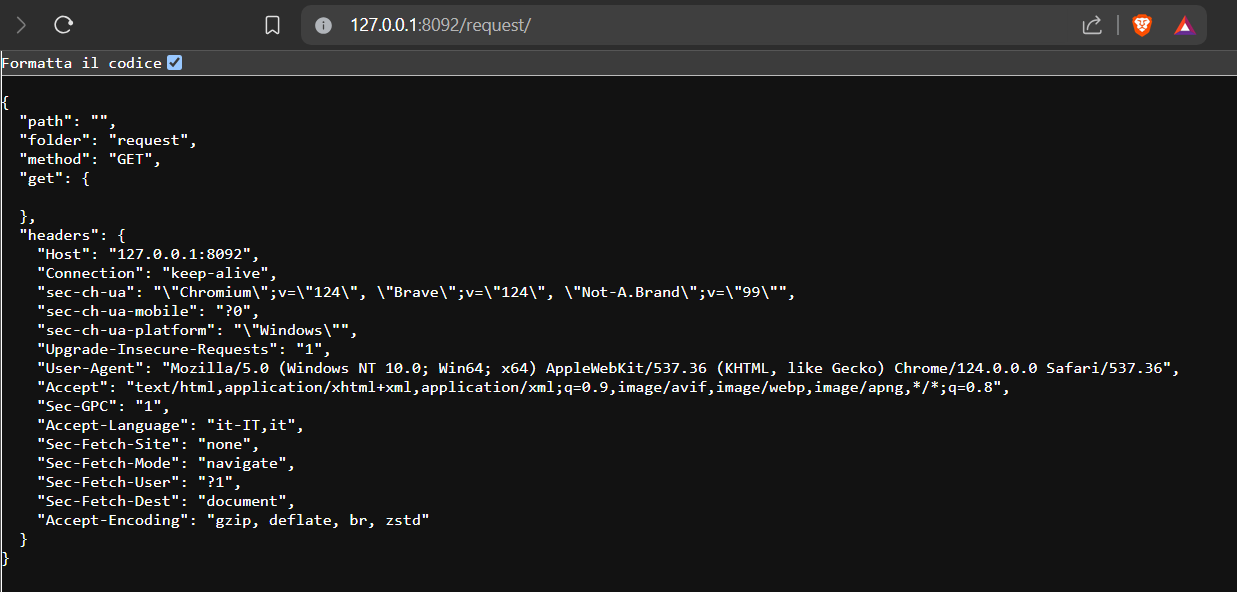 127.0.0.1:8092/request/
Formatta il codice
{
  "path": "",
  "folder": "request",
  "method": "GET",
  "get": {

  },
  "headers": {
    "Host": "127.0.0.1:8092",
    "Connection": "keep-alive",
    "sec-ch-ua": "\"Chromium\";v=\"124\", \"Brave\";v=\"124\", \"Not-A.Brand\";v=\"99\"",
    "sec-ch-ua-mobile": "?0",
    "sec-ch-ua-platform": "\"Windows\"",
    "Upgrade-Insecure-Requests": "1",
    "User-Agent": "Mozilla/5.0 (Windows NT 10.0; Win64; x64) AppleWebKit/537.36 (KHTML, like Gecko) Chrome/124.0.0.0 Safari/537.36",
    "Accept": "text/html,application/xhtml+xml,application/xml;q=0.9,image/avif,image/webp,image/apng,*/*;q=0.8",
    "Sec-GPC": "1",
    "Accept-Language": "it-IT,it",
    "Sec-Fetch-Site": "none",
    "Sec-Fetch-Mode": "navigate",
    "Sec-Fetch-User": "?1",
    "Sec-Fetch-Dest": "document",
    "Accept-Encoding": "gzip, deflate, br, zstd"
  }
}